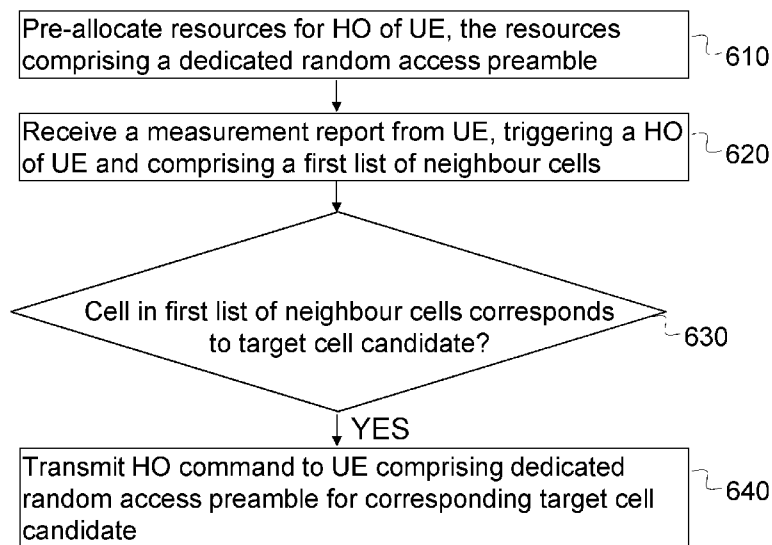 Pre-allocate resources for HO of UE, the resources
comprising a dedicated random access preamble
610
Receive a measurement report from UE, triggering a HO
of UE and comprising a first list of neighbour cells
620
Cell in first list of neighbour cells corresponds
to target cell candidate?
630
YES
Transmit HO command to UE comprising dedicated
random access preamble for corresponding target cell
candidate
640